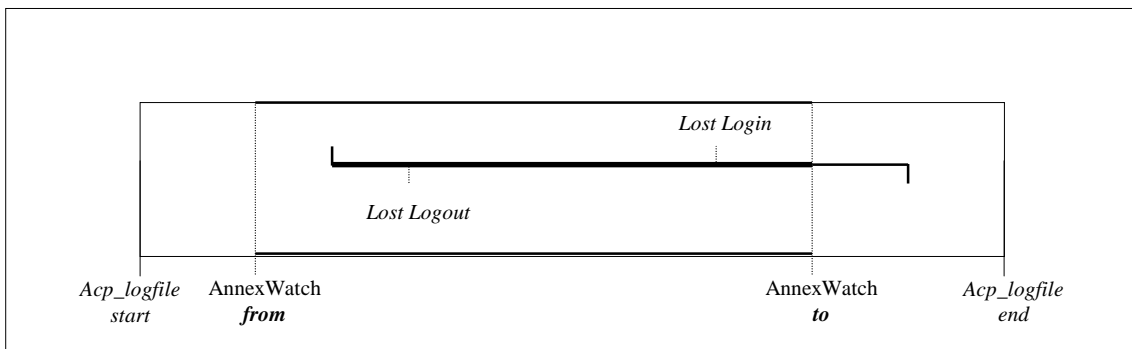 Lost Login
Lost Logout
Acp_logfile
start
AnnexWatch
from
AnnexWatch
to
Acp_logfile
end